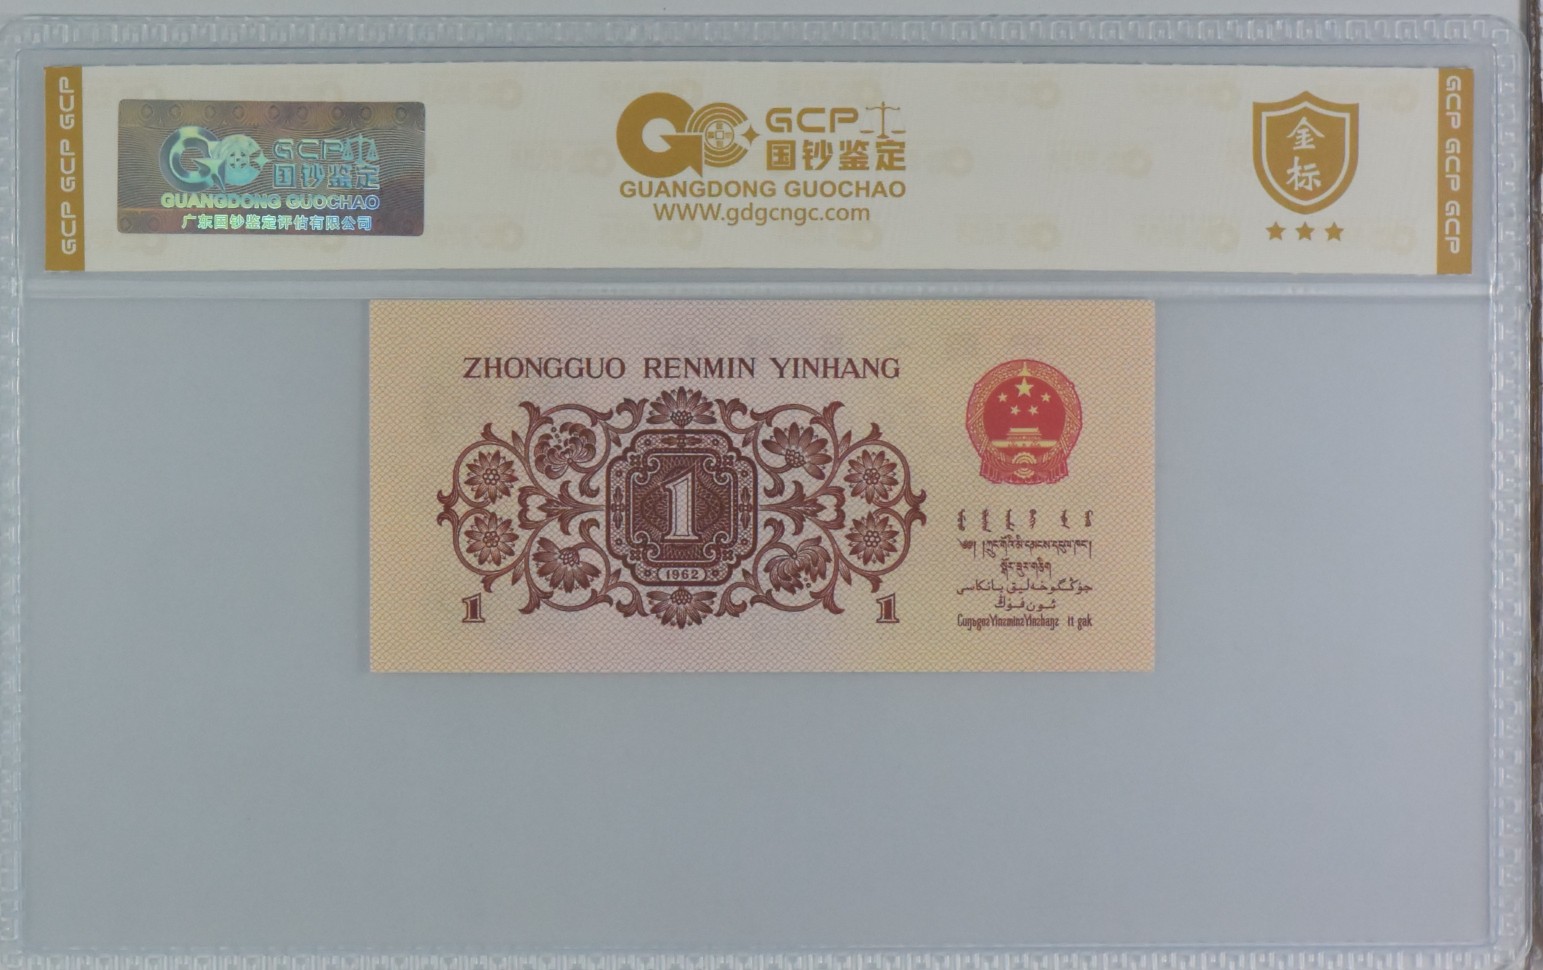 GCP GCP GCP
GCP
国钞鉴定
GUANGDONG GUOCHAO
广东国钞鉴定评估有限公司
GCP
国钞鉴定
GUANGDONG GUOCHAO
WWW.gdgcngc.com
金
标
GCP GCP GCP
ZHONGGUO RENMIN YINHANG
1
(1962)
1
1
جۇڭگوخەلىق بانكاسى